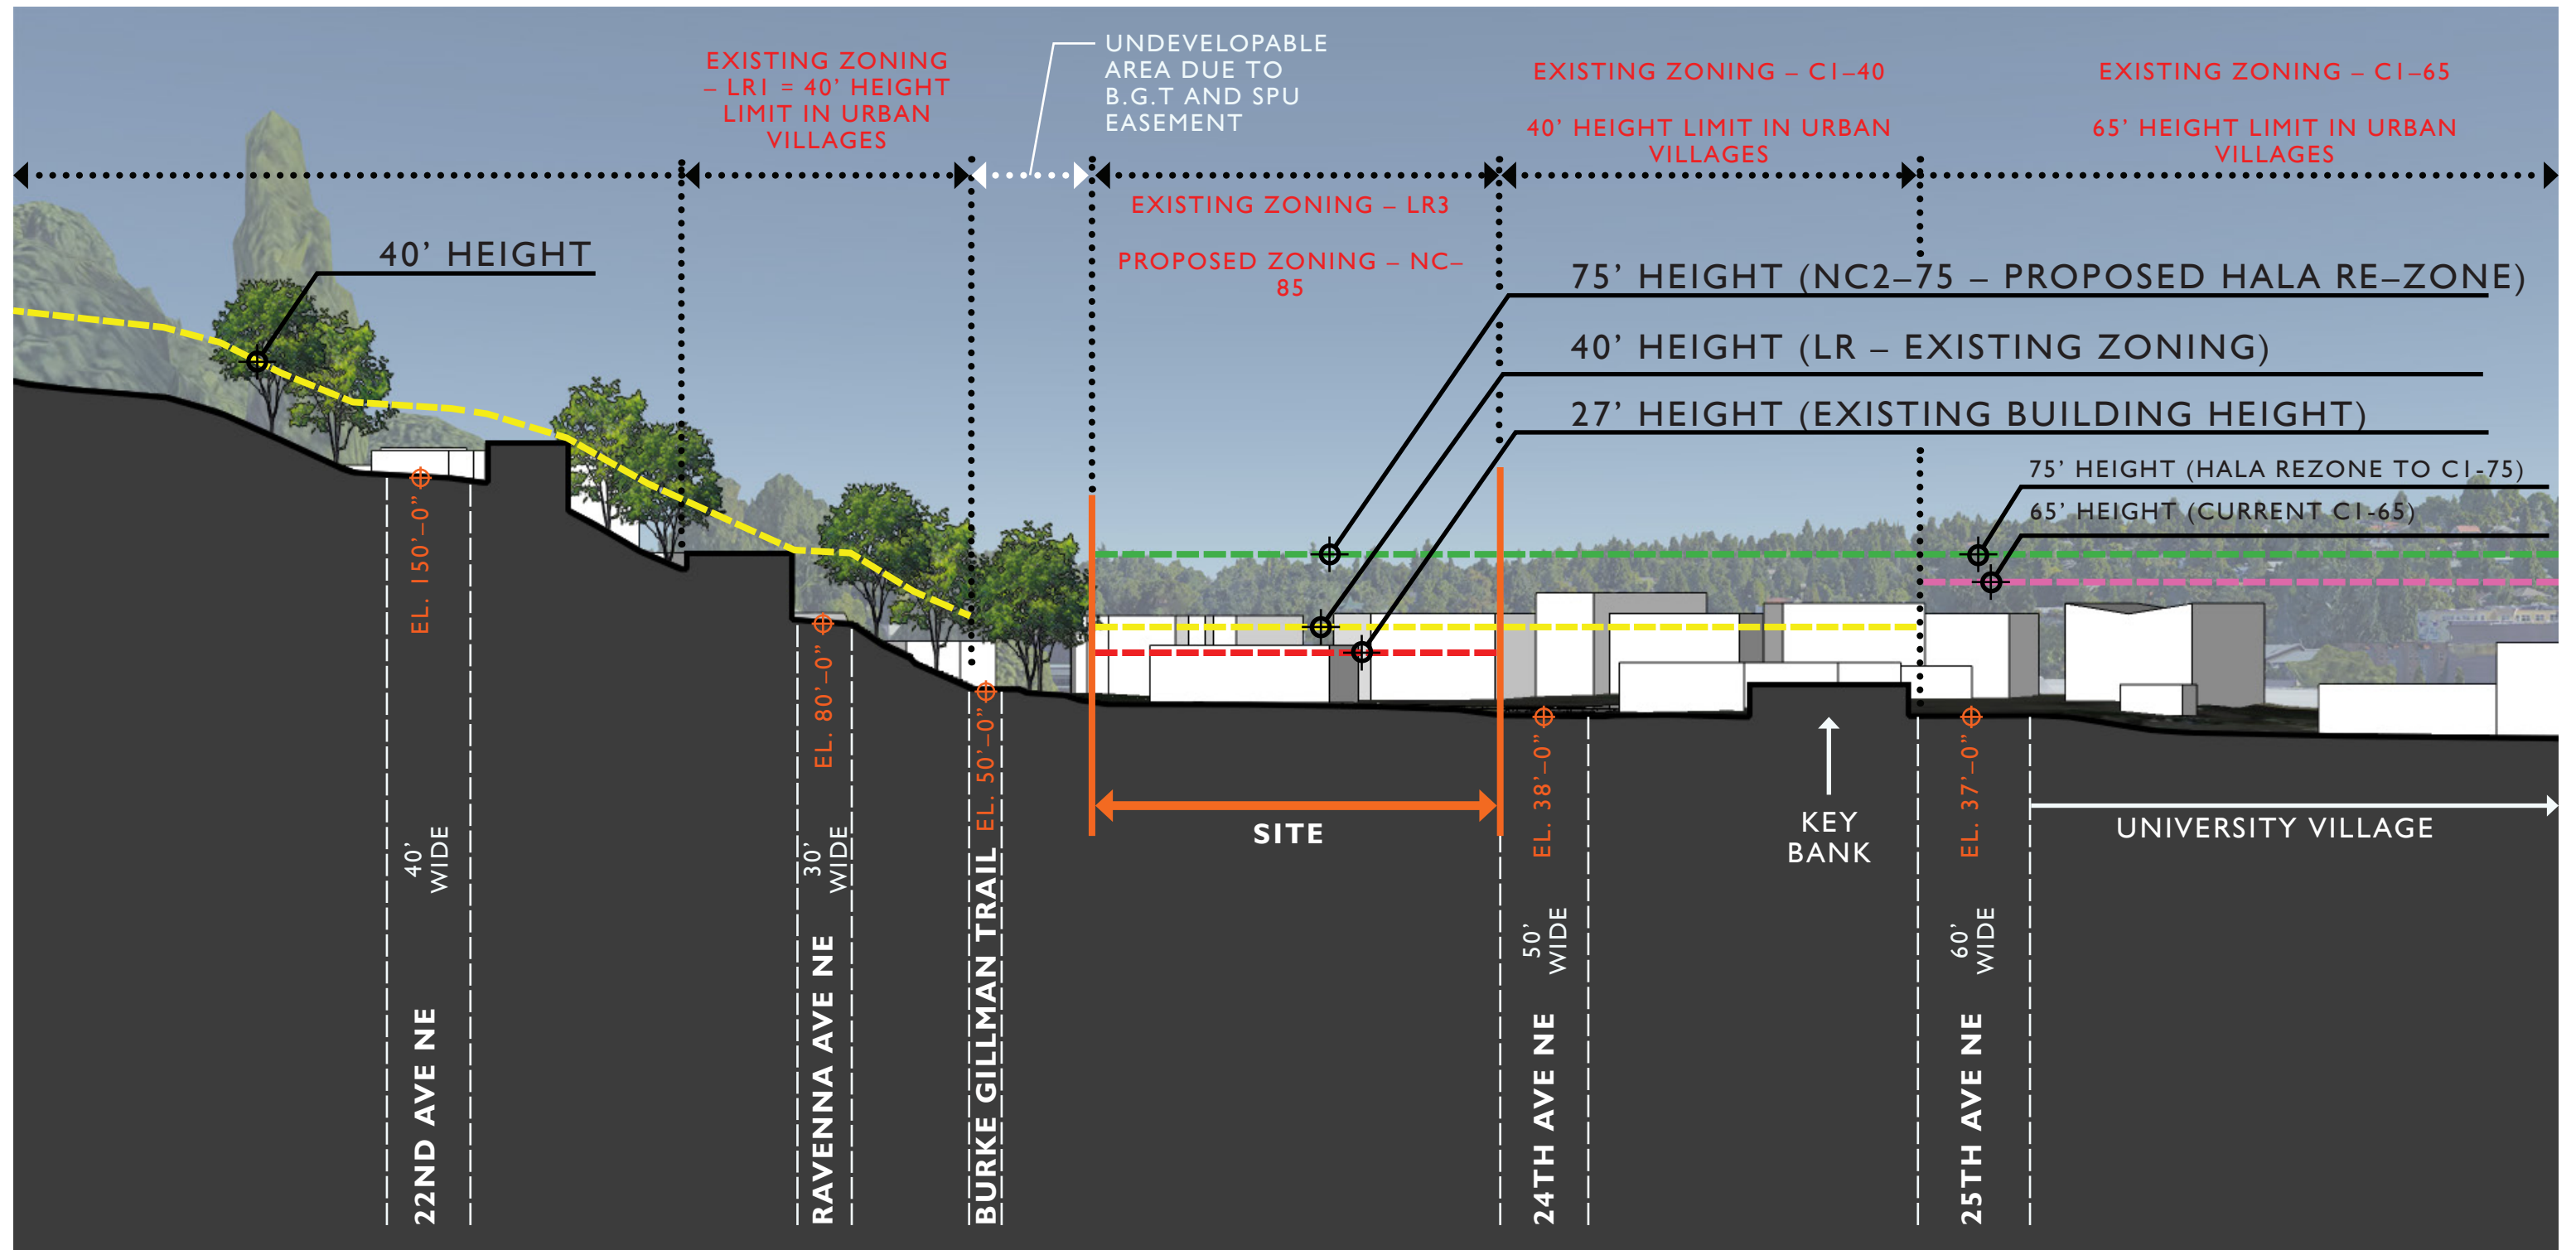 EXISTING ZONING
– LR1 = 40’ HEIGHT
LIMIT IN URBAN
VILLAGES
UNDEVELOPABLE
AREA DUE TO
B.G.T AND SPU
EASEMENT
EXISTING ZONING – C1–40
40’ HEIGHT LIMIT IN URBAN
VILLAGES
EXISTING ZONING – C1–65
65’ HEIGHT LIMIT IN URBAN
VILLAGES
EXISTING ZONING – LR3
PROPOSED ZONING – NC–
85
40’ HEIGHT
75’ HEIGHT (NC2–75 – PROPOSED HALA RE–ZONE)
40’ HEIGHT (LR – EXISTING ZONING)
27’ HEIGHT (EXISTING BUILDING HEIGHT)
75’ HEIGHT (HALA REZONE TO C1-75)
65’ HEIGHT (CURRENT C1-65)
EL. 150’–0”
40’
WIDE
22ND AVE NE
EL. 80’–0”
30’
WIDE
RAVENNA AVE NE
EL. 50’–0”
BURKE GILLMAN TRAIL
SITE
EL. 38’–0”
50’
WIDE
24TH AVE NE
KEY
BANK
EL. 37’–0”
60’
WIDE
25TH AVE NE
UNIVERSITY VILLAGE